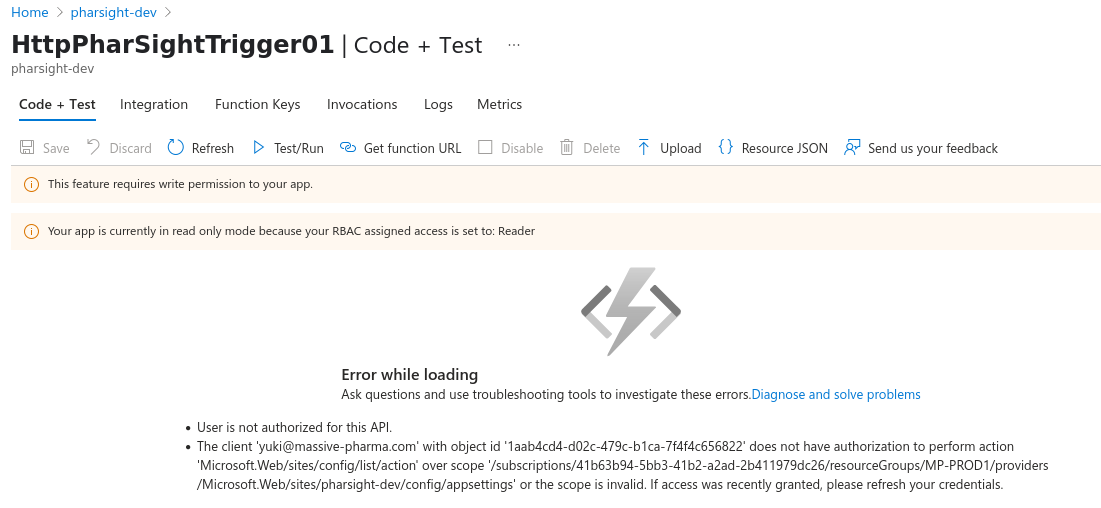 Home > pharsight-dev >
HttpPharSightTrigger01 | Code + Test ...
pharsight-dev
Code + Test Integration Function Keys Invocations Logs Metrics
Save Discard Refresh Test/Run Get function URL Disable Delete Upload Resource JSON Send us your feedback
This feature requires write permission to your app.
Your app is currently in read only mode because your RBAC assigned access is set to: Reader
Error while loading
Ask questions and use troubleshooting tools to investigate these errors.Diagnose and solve problems
• User is not authorized for this API.
• The client 'yuki@massive-pharma.com' with object id '1aab4cd4-d02c-479c-b1ca-7f4f4c656822' does not have authorization to perform action
'Microsoft.Web/sites/config/list/action' over scope '/subscriptions/41b63b94-5bb3-41b2-a2ad-2b411979dc26/resourceGroups/MP-PROD1/providers
/Microsoft.Web/sites/pharsight-dev/config/appsettings' or the scope is invalid. If access was recently granted, please refresh your credentials.